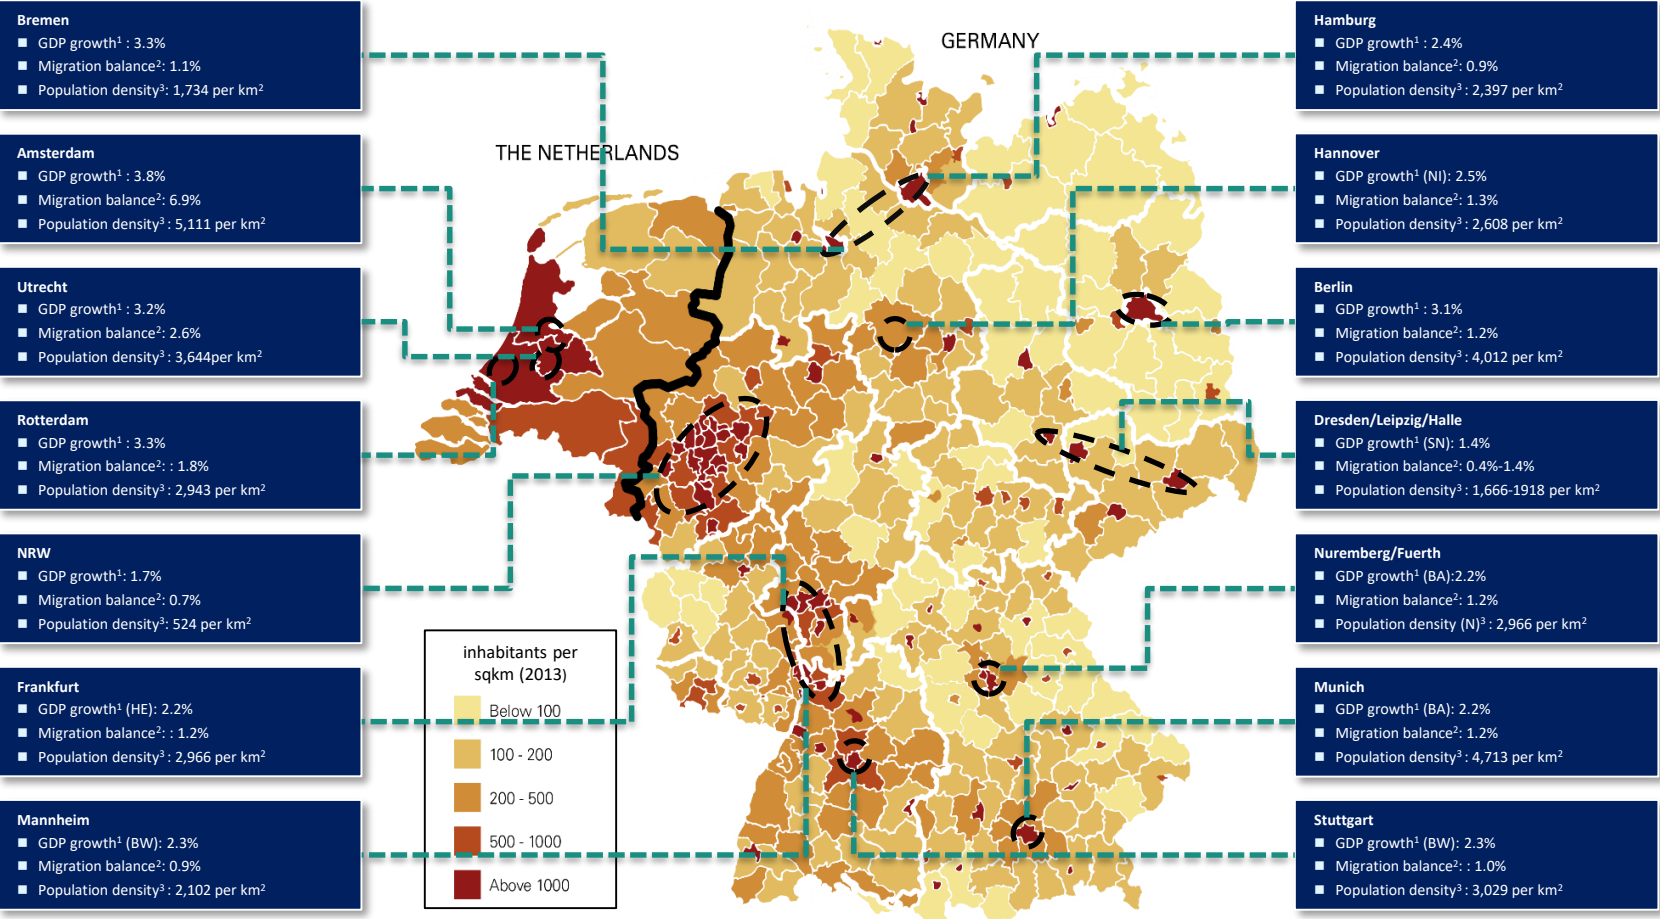 Bremen
■ GDP growth¹ : 3.3%
■ Migration balance²: 1.1%
■ Population density³: 1,734 per km²
Amsterdam
■ GDP growth¹ : 3.8%
■ Migration balance²: 6.9%
■ Population density³ : 5,111 per km²
Utrecht
■ GDP growth¹ : 3.2%
■ Migration balance²: 2.6%
■ Population density³ : 3,644per km²
Rotterdam
■ GDP growth¹ : 3.3%
■ Migration balance²: : 1.8%
■ Population density³ : 2,943 per km²
NRW
■ GDP growth¹: 1.7%
■ Migration balance²: 0.7%
■ Population density³: 524 per km²
Frankfurt
■ GDP growth¹ (HE): 2.2%
■ Migration balance²: : 1.2%
■ Population density³ : 2,966 per km²
Mannheim
■ GDP growth¹ (BW): 2.3%
■ Migration balance²: 0.9%
■ Population density³ : 2,102 per km²
GERMANY
THE NETHERLANDS
inhabitants per
sqkm (2013)
Below 100
100 - 200
200 - 500
500 - 1000
Above 1000
Hamburg
■ GDP growth¹ : 2.4%
■ Migration balance²: 0.9%
■ Population density³ : 2,397 per km²
Hannover
■ GDP growth¹ (NI): 2.5%
■ Migration balance²: 1.3%
■ Population density³ : 2,608 per km²
Berlin
■ GDP growth¹ : 3.1%
■ Migration balance²: 1.2%
■ Population density³ : 4,012 per km²
Dresden/Leipzig/Halle
■ GDP growth¹ (SN): 1.4%
■ Migration balance²: 0.4%-1.4%
■ Population density³ : 1,666-1918 per km²
Nuremberg/Fuerth
■ GDP growth¹ (BA):2.2%
■ Migration balance²: 1.2%
■ Population density (N)³ : 2,966 per km²
Munich
■ GDP growth¹ (BA): 2.2%
■ Migration balance²: 1.2%
■ Population density³ : 4,713 per km²
Stuttgart
■ GDP growth¹ (BW): 2.3%
■ Migration balance²: : 1.0%
■ Population density³ : 3,029 per km²